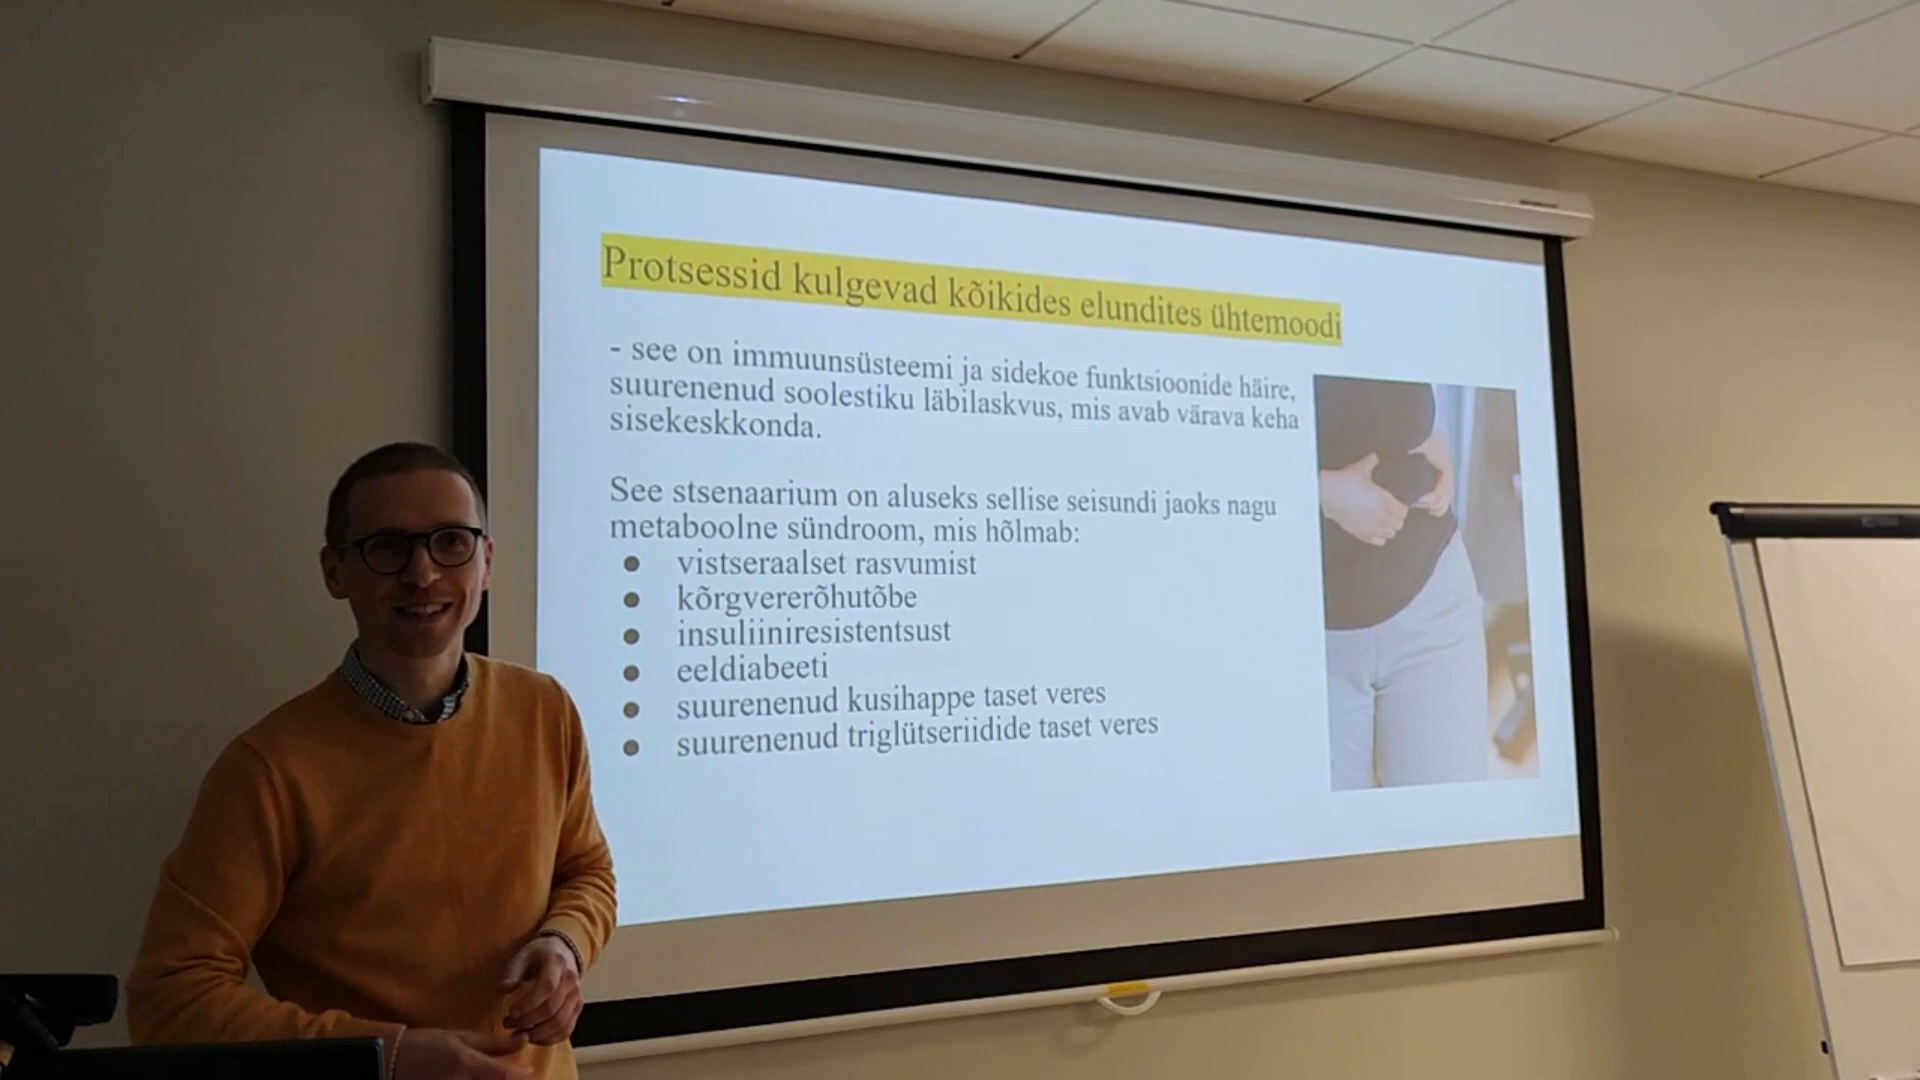 Protsessid kulgevad kõikides elundites ühtemoodi
- see on immuunsüsteemi ja sidekoe funktsioonide häire,
suurenenud soolestiku läbilaskvus, mis avab värava keha
sisekeskkonda.
See stsenaarium on aluseks sellise seisundi jaoks nagu
metaboolne sündroom, mis hõlmab:
● vistseraalset rasvumist
● kõrgvererõhutõbe
● insuliiniresistentsust
● eeldiabeeti
● suurenenud kusihappe taset veres
● suurenenud triglütseriidide taset veres